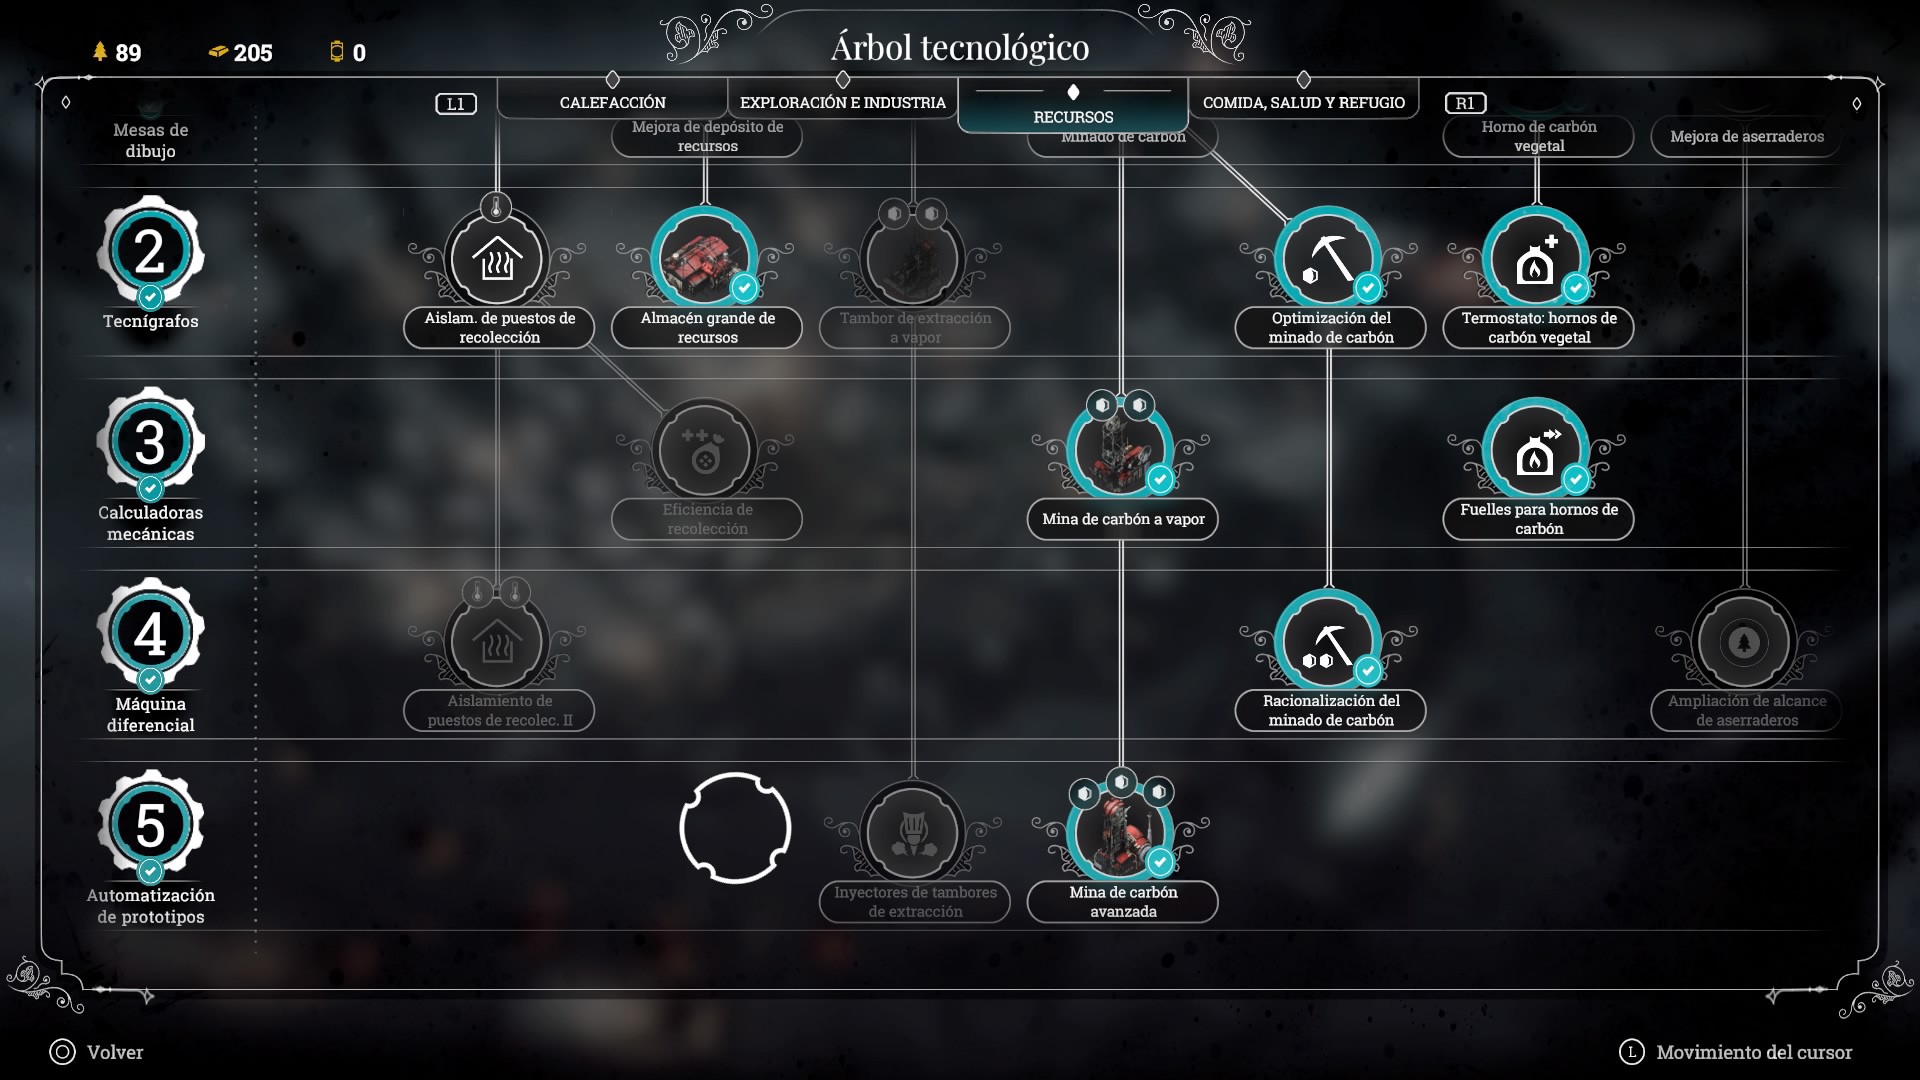 89
205
0
Árbol tecnológico
L1
CALEFACCIÓN
EXPLORACIÓN E INDUSTRIA
RECURSOS
COMIDA, SALUD Y REFUGIO
R1
Mesas de
dibujo
Mejora de depósito de
recursos
Minado de carbón
Horno de carbón
vegetal
Mejora de aserraderos
2
Tecnígrafos
Aislam. de puestos de
recolección
Almacén grande de
recursos
Tambor de extracción
a vapor
Optimización del
minado de carbón
Termostato: hornos de
carbón vegetal
3
Calculadoras
mecánicas
Eficiencia de
recolección
Mina de carbón a vapor
Fuelles para hornos de
carbón
4
Máquina
diferencial
Aislamiento de
puestos de recolec. II
Racionalización del
minado de carbón
Ampliación de alcance
de aserraderos
5
Automatización
de prototipos
Inyectores de tambores
de extracción
Mina de carbón
avanzada
Volver
L
Movimiento del cursor